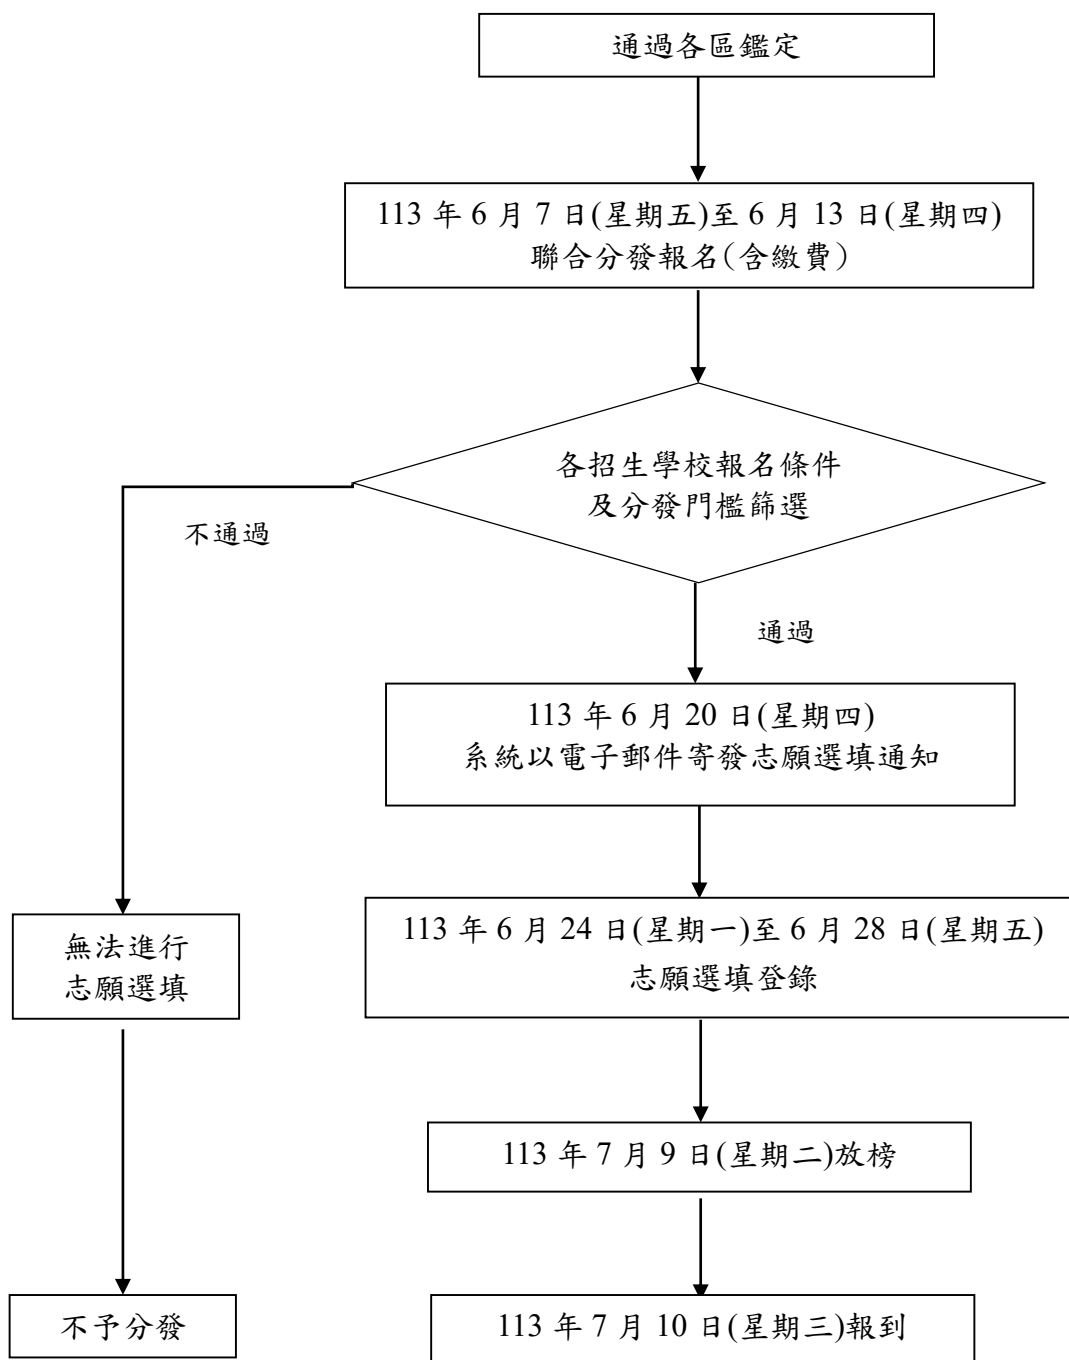 通過各區鑑定
113 年 6 月 7 日(星期五)至 6 月 13 日(星期四)
聯合分發報名(含繳費)
各招生學校報名條件
及分發門檻篩選
不通過
通過
113 年 6 月 20 日(星期四)
系統以電子郵件寄發志願選填通知
113 年 6 月 24 日(星期一)至 6 月 28 日(星期五)
志願選填登錄
無法進行
志願選填
113 年 7 月 9 日(星期二)放榜
不予分發
113 年 7 月 10 日(星期三)報到